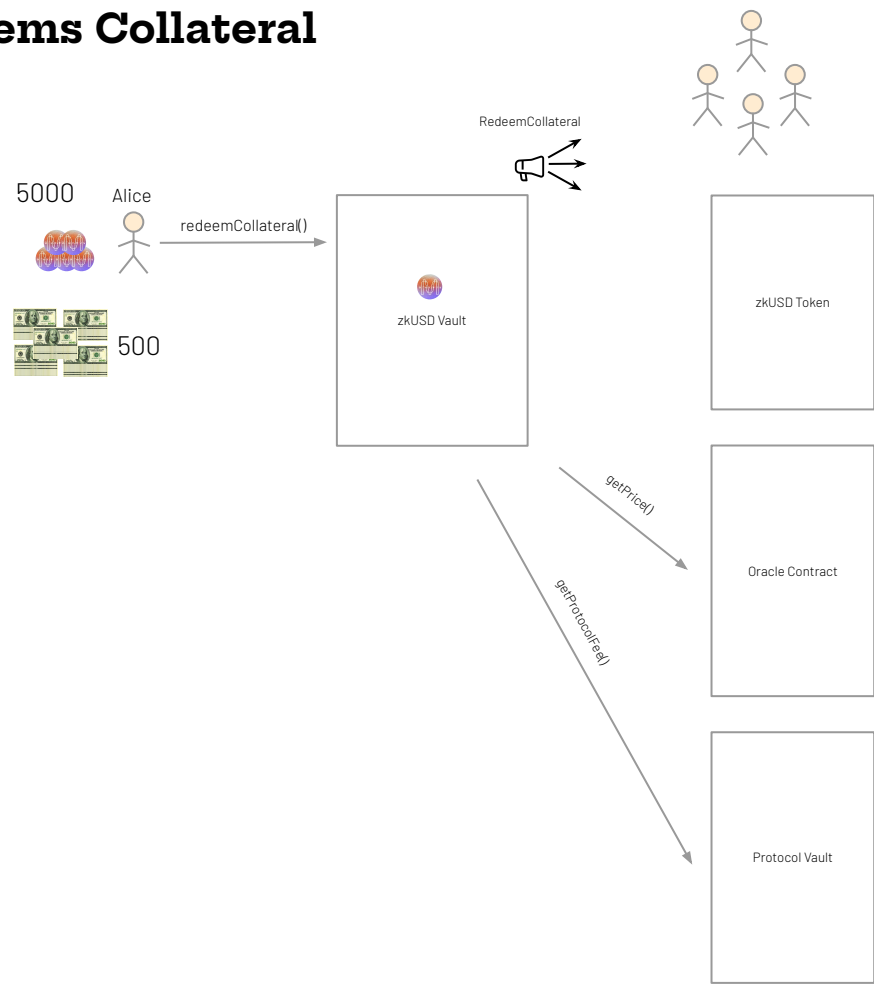 ems Collateral
RedeemCollateral
5000
Alice
redeemCollateral()
zkUSD Vault
zkUSD Token
500
getPrice()
Oracle Contract
getProtocolFee()
Protocol Vault